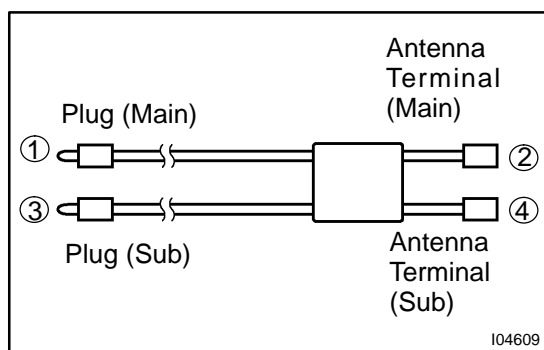 Antenna
Terminal
(Main)
Plug (Main)
①
②
③
④
Plug (Sub)
Antenna
Terminal
(Sub)
I04609